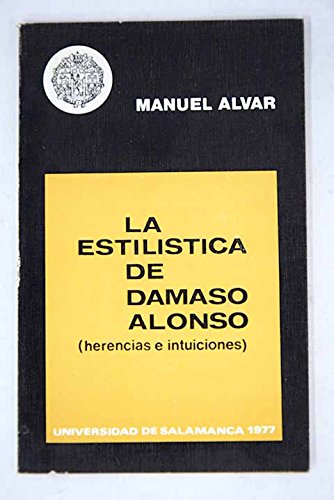 MANUEL ALVAR
LA
ESTILISTICA
DE
DAMASO
ALONSO
(herencias e intuiciones)
UNIVERSIDAD DE SALAMANCA 1977